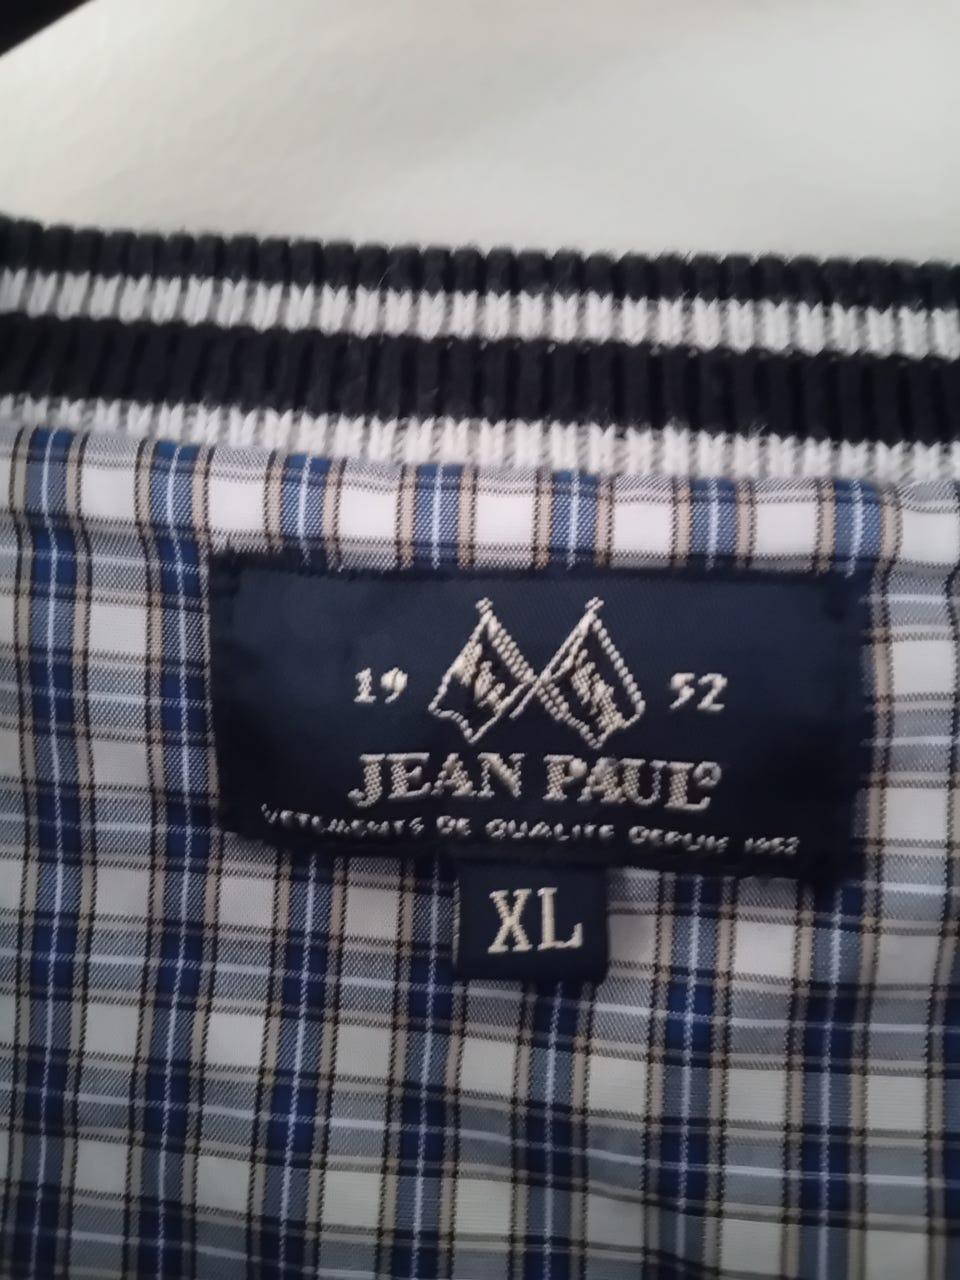 19 52
JEAN PAUL®
VETEMENTS DE QUALITE DEPUIS 1952
XL